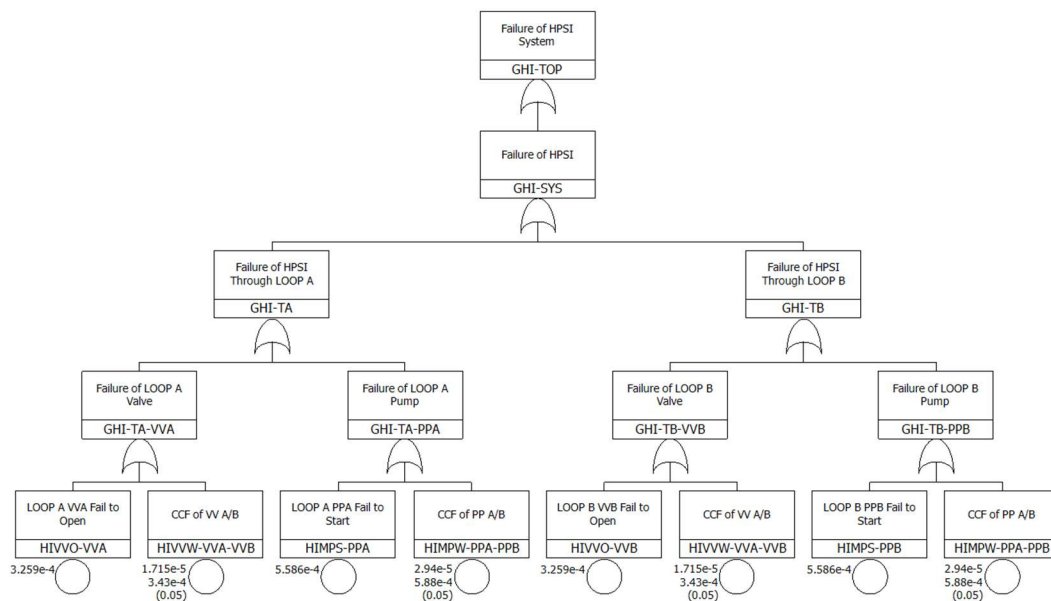 Failure of HPSI
System
GHI-TOP
Failure of HPSI
GHI-SYS
Failure of HPSI
Through LOOP A
GHI-TA
Failure of HPSI
Through LOOP B
GHI-TB
Failure of LOOP A
Valve
GHI-TA-VVA
Failure of LOOP A
Pump
GHI-TA-PPA
Failure of LOOP B
Valve
GHI-TB-VVB
Failure of LOOP B
Pump
GHI-TB-PPB
LOOP A VVA Fail to
Open
HIVVO-VVA
3.259e-4
CCF of VV A/B
HIVVW-VVA-VVB
1.715e-5
3.43e-4
(0.05)
LOOP A PPA Fail to
Start
HIMPS-PPA
5.586e-4
CCF of PP A/B
HIMPW-PPA-PPB
2.94e-5
5.88e-4
(0.05)
LOOP B VVB Fail to
Open
HIVVO-VVB
3.259e-4
CCF of VV A/B
HIVVW-VVA-VVB
1.715e-5
3.43e-4
(0.05)
LOOP B PPB Fail to
Start
HIMPS-PPB
5.586e-4
CCF of PP A/B
HIMPW-PPA-PPB
2.94e-5
5.88e-4
(0.05)